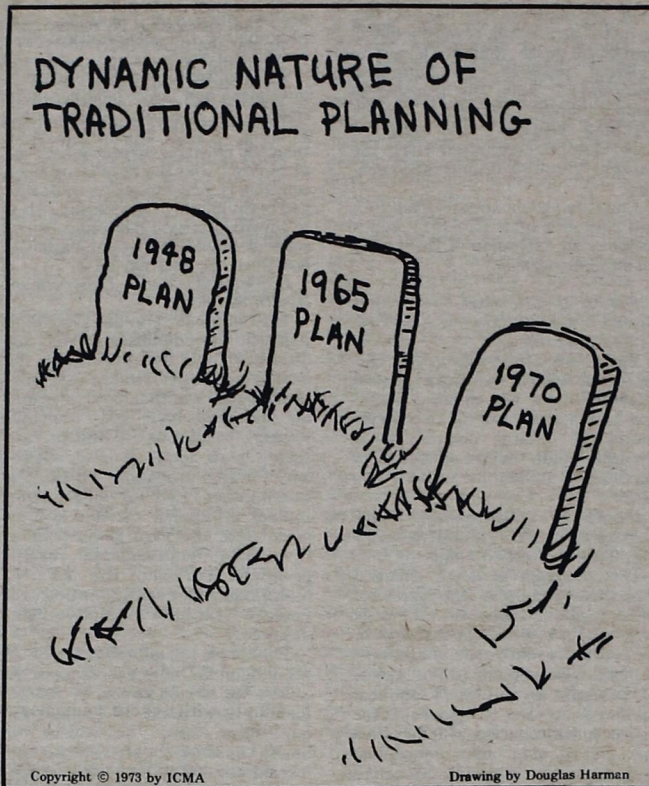 DYNAMIC NATURE OF
TRADITIONAL PLANNING
1948
PLAN
1965
PLAN
1970
PLAN
Copyright © 1973 by ICMA
Drawing by Douglas Harman